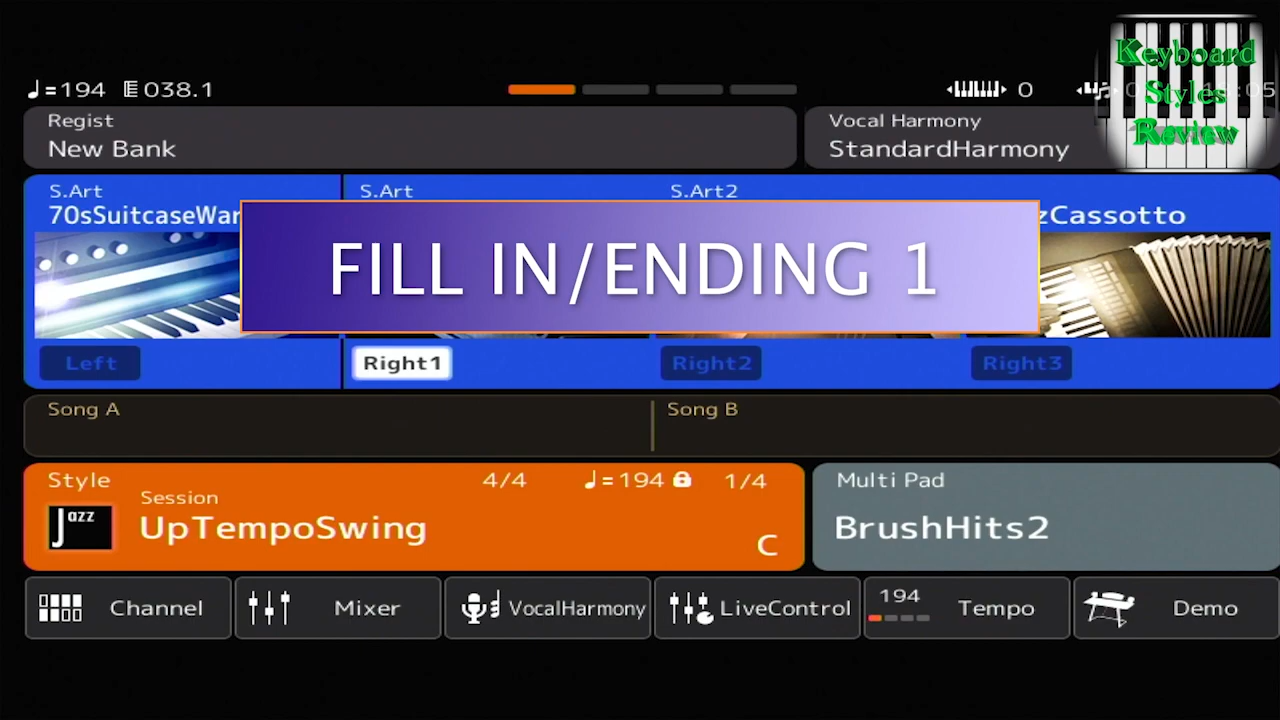 ♩=194 038.1
0
Keyboard
Styles
Review
Regist
New Bank
Vocal Harmony
StandardHarmony
S.Art
S.Art
S.Art2
FILL IN/ENDING 1
Left
Right1
Right2
Right3
Song A
Song B
Style
4/4
♩=194
1/4
Session
Jazz
UpTempoSwing
C
Multi Pad
BrushHits2
Channel
Mixer
VocalHarmony
LiveControl
194
Tempo
Demo